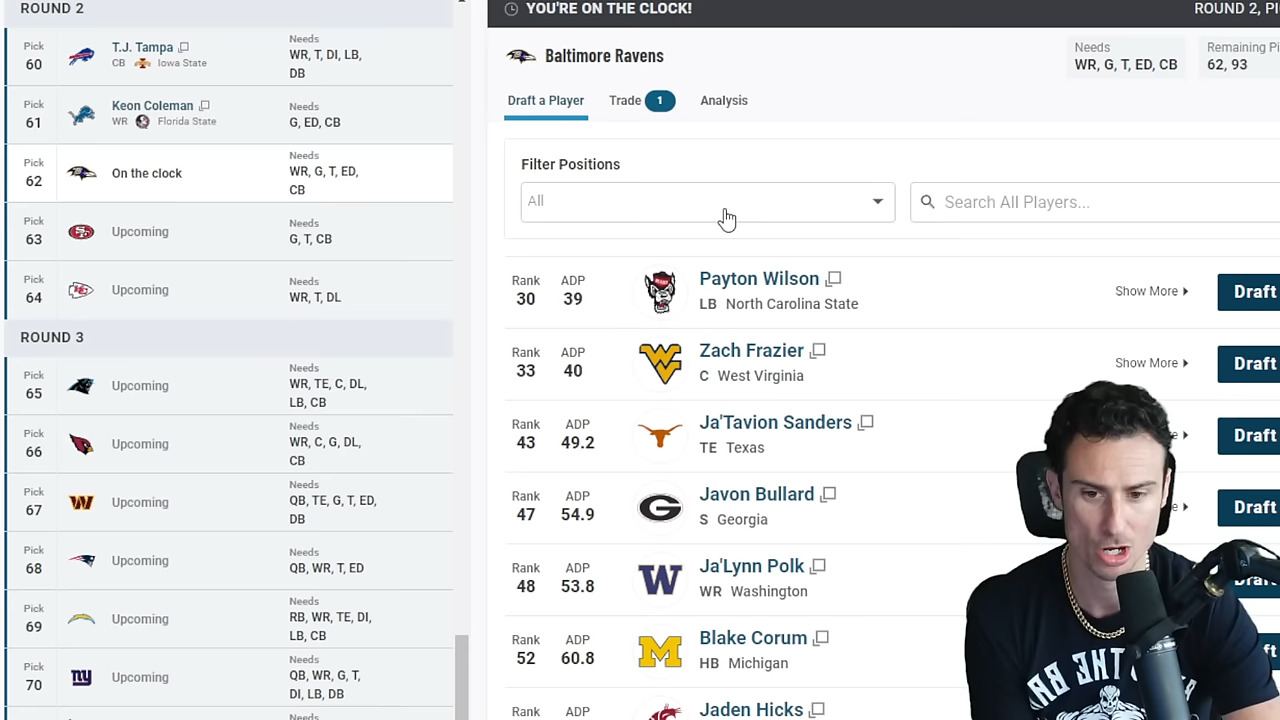 ROUND 2
Pick
60
T.J. Tampa
CB Iowa State
Needs
WR, T, DI, LB,
DB
Pick
61
Keon Coleman
WR Florida State
Needs
G, ED, CB
Pick
62
On the clock
Needs
WR, G, T, ED,
CB
Pick
63
Upcoming
Needs
G, T, CB
Pick
64
Upcoming
Needs
WR, T, DL
ROUND 3
Pick
65
Upcoming
Needs
WR, TE, C, DL,
LB, CB
Pick
66
Upcoming
Needs
WR, C, G, DL,
CB
Pick
67
Upcoming
Needs
QB, TE, G, T, ED,
DB
Pick
68
Upcoming
Needs
QB, WR, T, ED
Pick
69
Upcoming
Needs
RB, WR, TE, DI,
LB, CB
Pick
70
Upcoming
Needs
QB, WR, G, T,
DI, LB, DB
Needs
YOU'RE ON THE CLOCK!
ROUND 2, PI
Baltimore Ravens
Needs
WR, G, T, ED, CB
Remaining Pi
62, 93
Draft a Player
Trade 1
Analysis
Filter Positions
All
Search All Players...
Rank
30
ADP
39
Payton Wilson
LB North Carolina State
Show More
Draft
Rank
33
ADP
40
Zach Frazier
C West Virginia
Show More
Draft
Rank
43
ADP
49.2
Ja'Tavion Sanders
TE Texas
Draft
Rank
47
ADP
54.9
Javon Bullard
S Georgia
Draft
Rank
48
ADP
53.8
Ja'Lynn Polk
WR Washington
Draft
Rank
52
ADP
60.8
Blake Corum
HB Michigan
Rank
ADP
Jaden Hicks